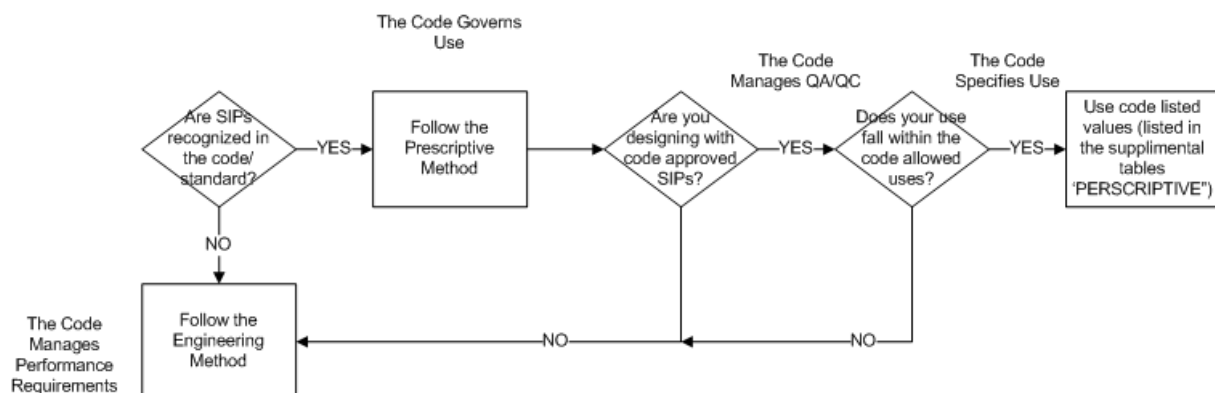 The Code Governs
Use
The Code
Manages QA/QC
The Code
Specifies Use
Are SIPs
recognized in
the code/
standard?
YES
Follow the
Prescriptive
Method
Are you
designing with
code approved
SIPs?
YES
Does your use
fall within the
code allowed
uses?
YES
Use code listed
values (listed in
the supplimental
tables
‘PERSCRIPTIVE”)
NO
The Code
Manages
Performance
Requirements
Follow the
Engineering
Method
NO
NO